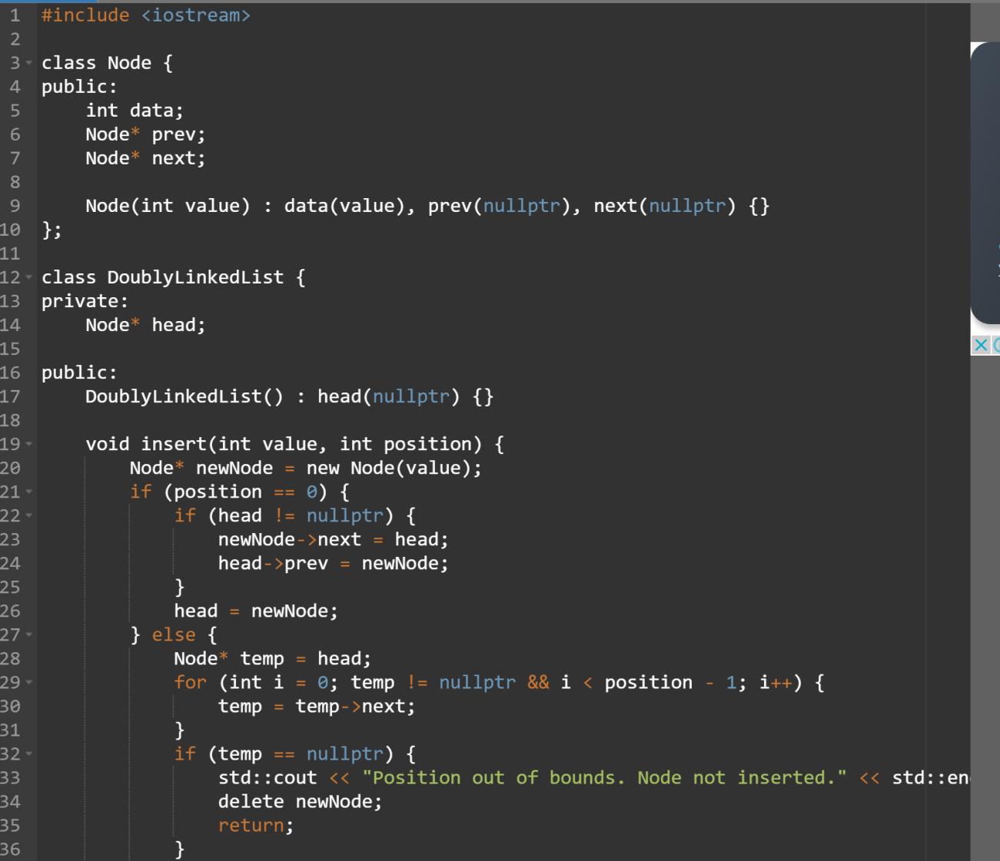 1 #include <iostream>
2
3 class Node {
4 public:
5     int data;
6     Node* prev;
7     Node* next;
8
9     Node(int value) : data(value), prev(nullptr), next(nullptr) {}
10 };
11
12 class DoublyLinkedList {
13 private:
14     Node* head;
15
16 public:
17     DoublyLinkedList() : head(nullptr) {}
18
19     void insert(int value, int position) {
20         Node* newNode = new Node(value);
21         if (position == 0) {
22             if (head != nullptr) {
23                 newNode->next = head;
24                 head->prev = newNode;
25             }
26             head = newNode;
27         } else {
28             Node* temp = head;
29             for (int i = 0; temp != nullptr && i < position - 1; i++) {
30                 temp = temp->next;
31             }
32             if (temp == nullptr) {
33                 std::cout << "Position out of bounds. Node not inserted." << std::en
34                 delete newNode;
35                 return;
36             }